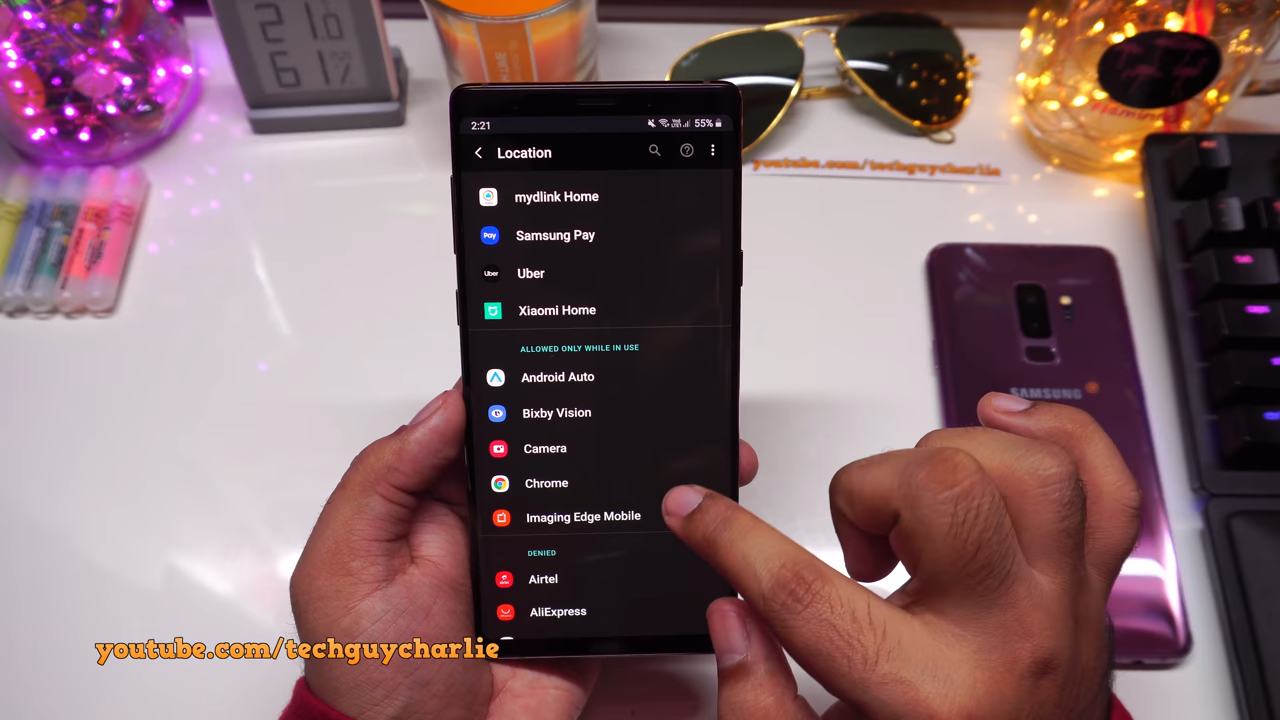 21.0
61%
youtube.com/techguycharlie
2:21
55%
Location
mydlink Home
Pay
Samsung Pay
Uber
Uber
Xiaomi Home
ALLOWED ONLY WHILE IN USE
Android Auto
Bixby Vision
Camera
Chrome
Imaging Edge Mobile
DENIED
Airtel
AliExpress
SAMSUNG
youtube.com/techguycharlie